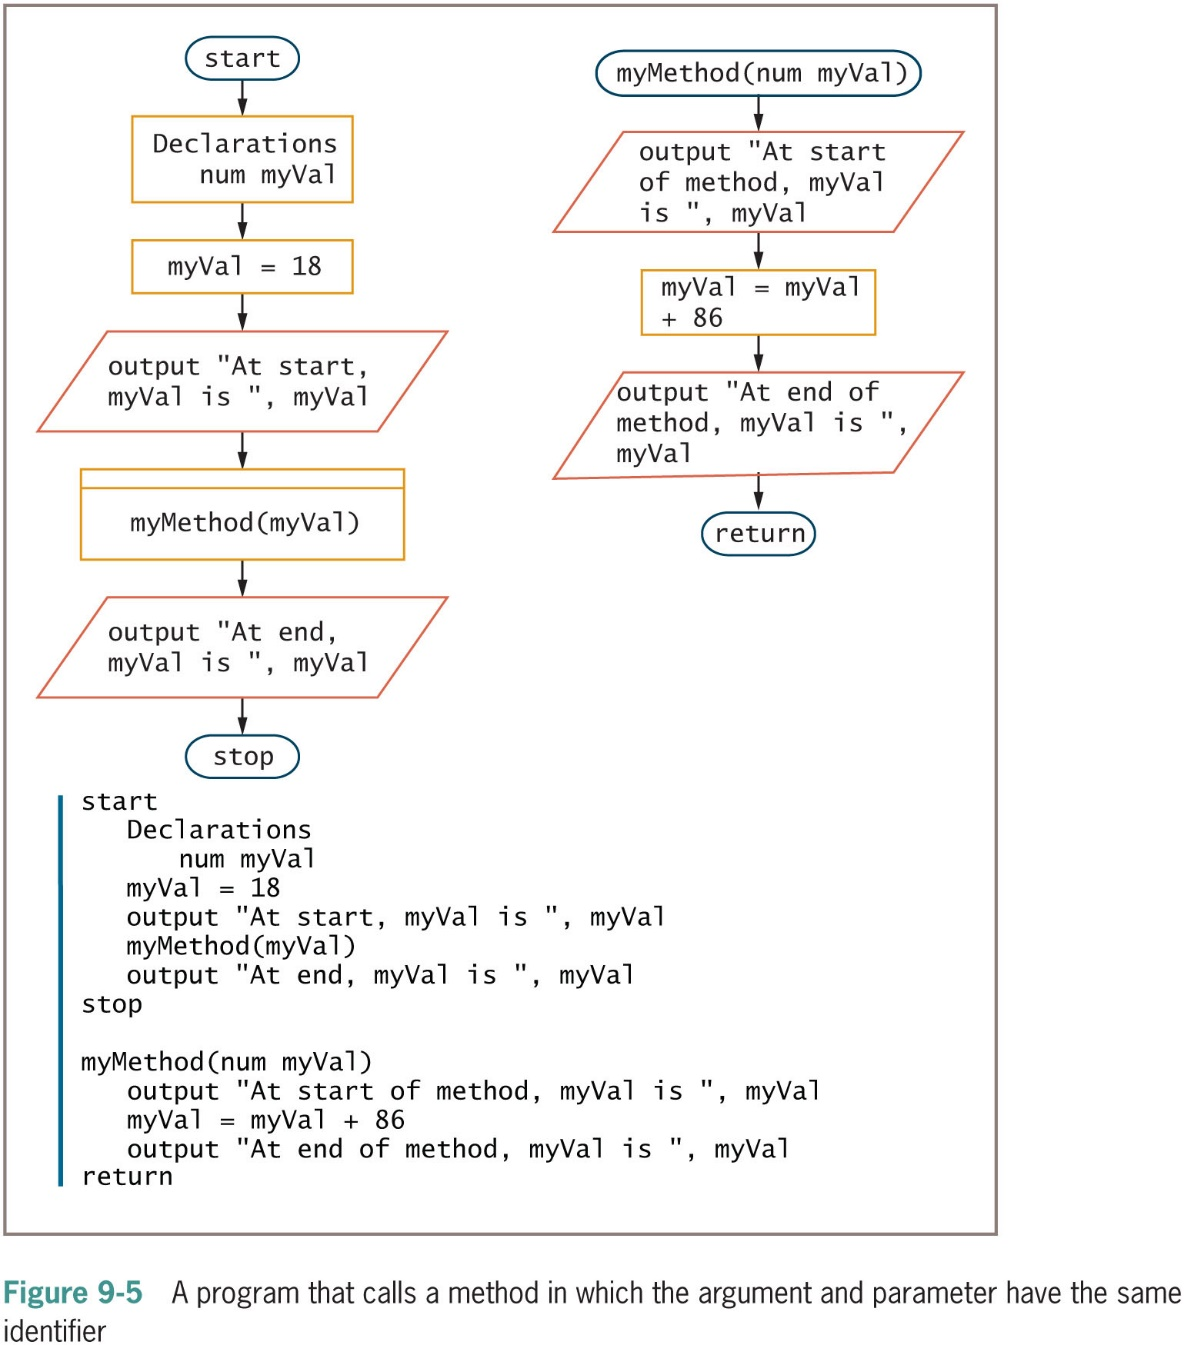 start
Declarations
num myVal
myVal = 18
output "At start,
myVal is ", myVal
myMethod(myVal)
output "At end,
myVal is ", myVal
stop
myMethod(num myVal)
output "At start
of method, myVal
is ", myVal
myVal = myVal
+ 86
output "At end of
method, myVal is ",
myVal
return
start
Declarations
num myVal
myVal = 18
output "At start, myVal is ", myVal
myMethod(myVal)
output "At end, myVal is ", myVal
stop
myMethod(num myVal)
output "At start of method, myVal is ", myVal
myVal = myVal + 86
output "At end of method, myVal is ", myVal
return
Figure 9-5 A program that calls a method in which the argument and parameter have the same
identifier